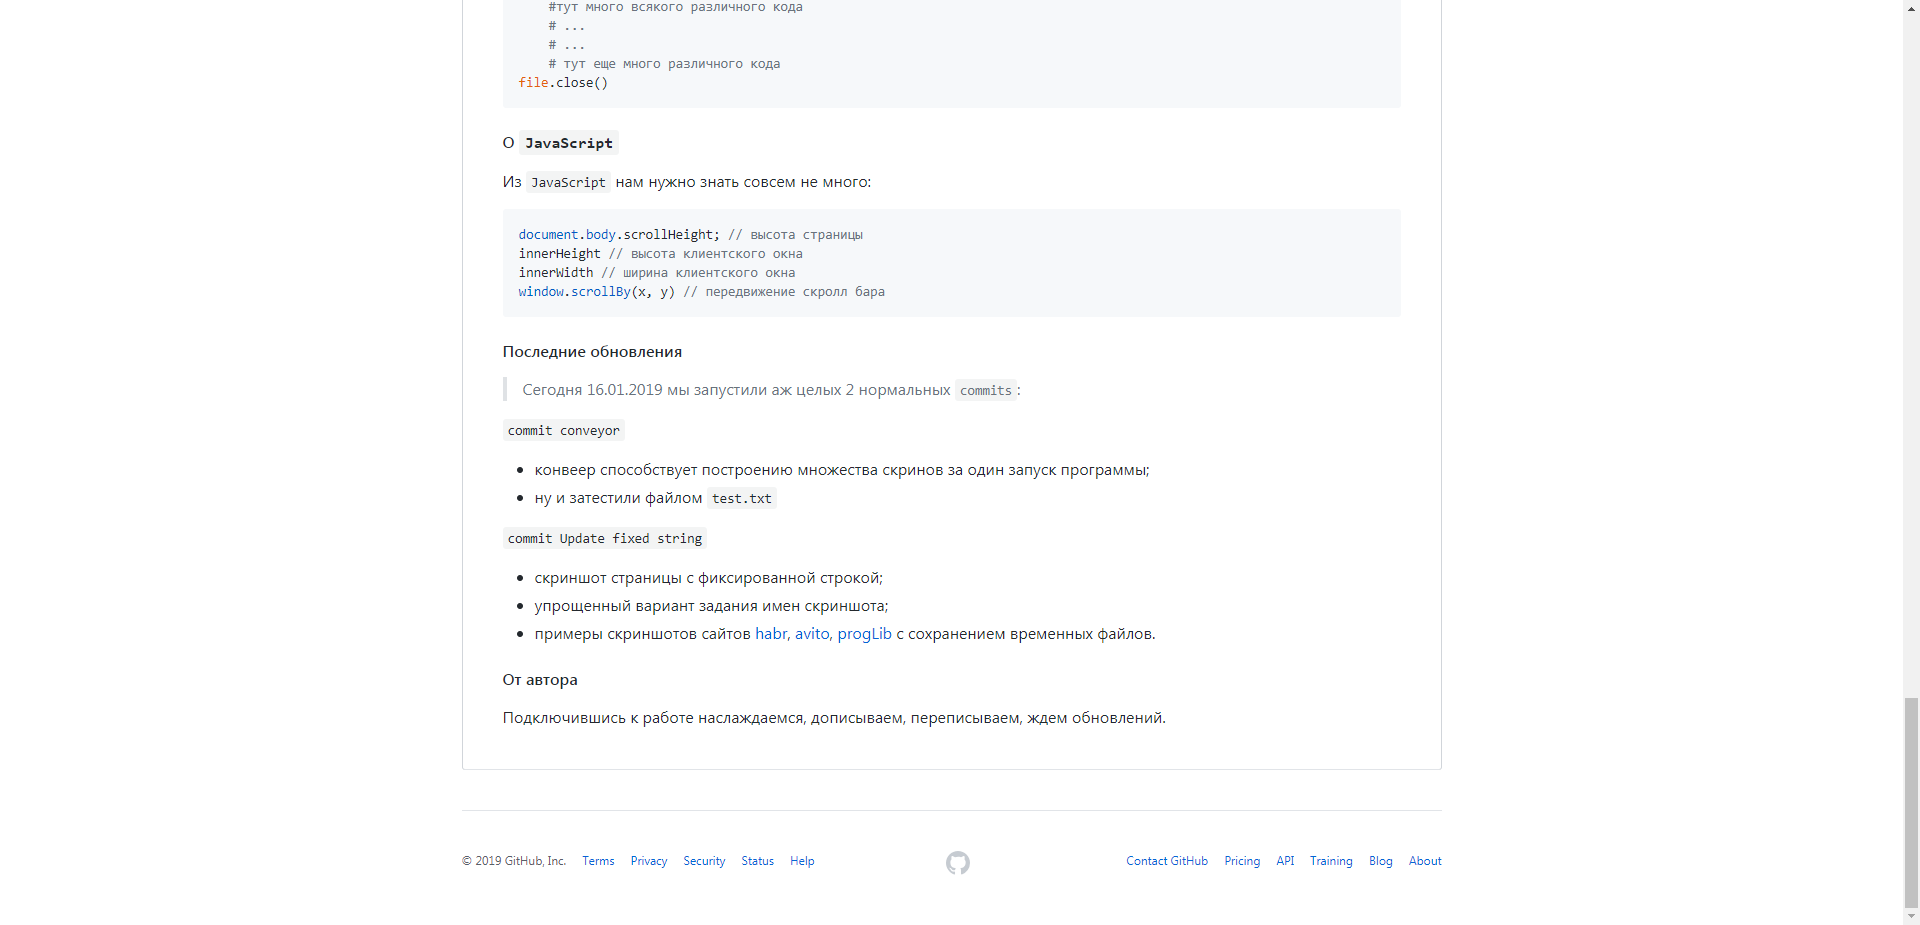 #тут много всякого различного кода
# ...
# ...
# тут еще много различного кода
file.close()
О JavaScript
Из JavaScript нам нужно знать совсем не много:
document.body.scrollHeight; // высота страницы
innerHeight // высота клиентского окна
innerWidth // ширина клиентского окна
window.scrollBy(x, y) // передвижение скролл бара
Последние обновления
Сегодня 16.01.2019 мы запустили аж целых 2 нормальных commits:
commit conveyor
• конвеер способствует построению множества скринов за один запуск программы;
• ну и затестили файлом test.txt
commit Update fixed string
• скриншот страницы с фиксированной строкой;
• упрощенный вариант задания имен скриншота;
• примеры скриншотов сайтов habr, avito, progLib с сохранением временных файлов.
От автора
Подключившись к работе наслаждаемся, дописываем, переписываем, ждем обновлений.
© 2019 GitHub, Inc. Terms Privacy Security Status Help Contact GitHub Pricing API Training Blog About